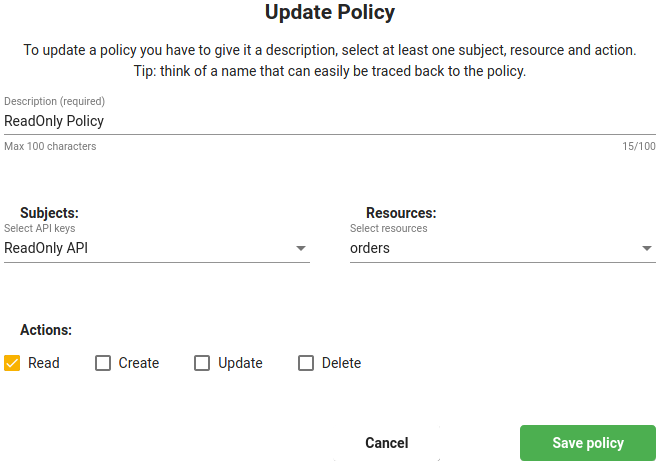 Update Policy
To update a policy you have to give it a description, select at least one subject, resource and action.
Tip: think of a name that can easily be traced back to the policy.
Description (required)
ReadOnly Policy
Max 100 characters 15/100
Subjects: Resources:
Select API keys Select resources
ReadOnly API orders
Actions:
Read Create Update Delete
Cancel Save policy